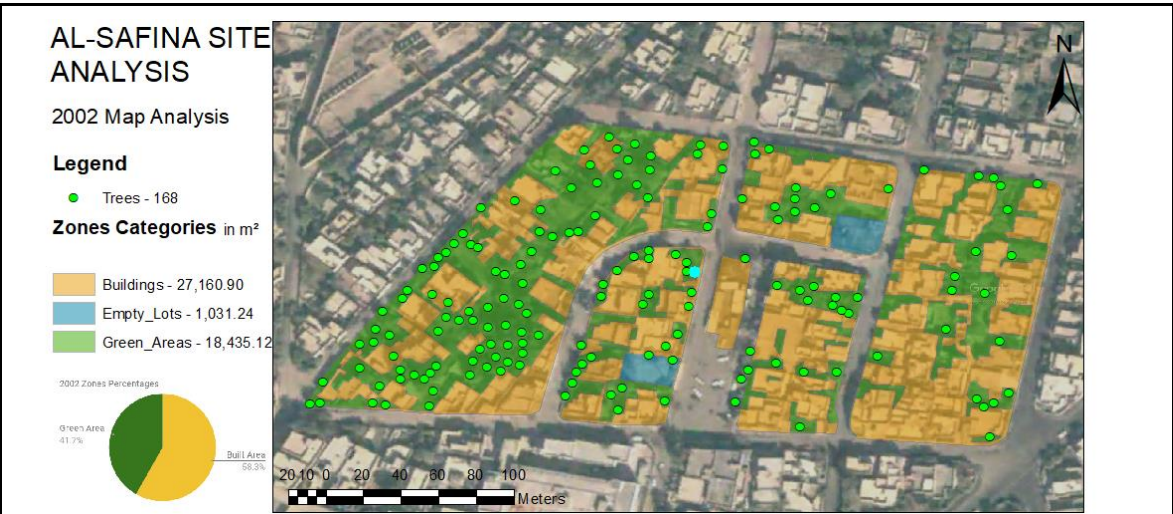 AL-SAFINA SITE
ANALYSIS
2002 Map Analysis
Legend
Trees - 168
Zones Categories in m²
Buildings - 27,160.90
Empty_Lots - 1,031.24
Green_Areas - 18,435.12
2002 Zones Percentages
Green Area
41.7%
Built Area
58.3%
N
20 10 0 20 40 60 80 100
Meters